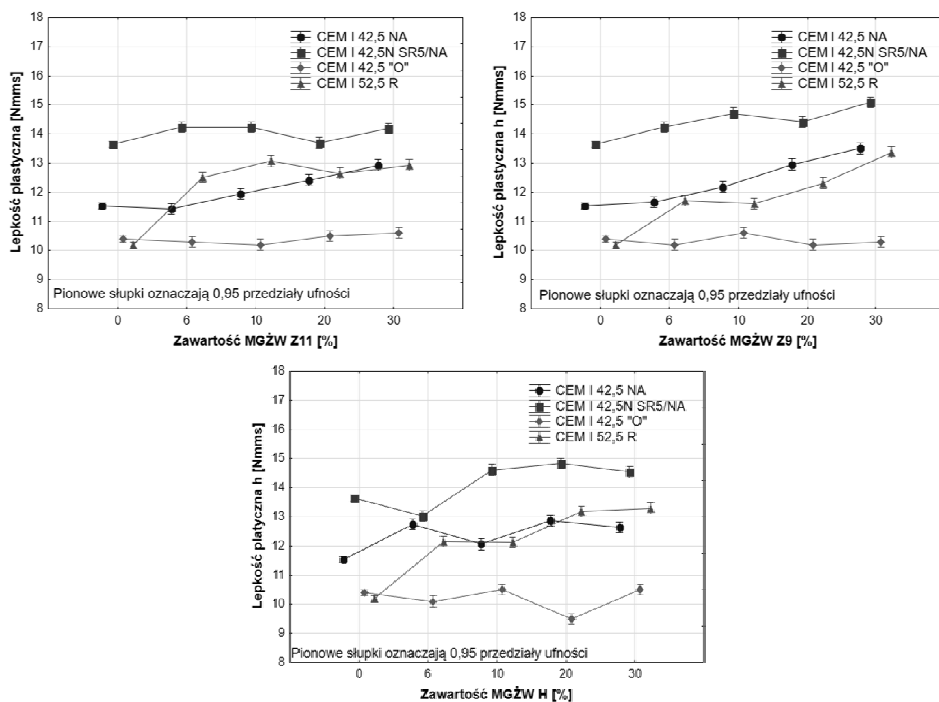 18
17
16
15
14
13
12
11
10
9
8
Lepkość plastyczna [Nmms]
CEM I 42,5 NA
CEM I 42,5N SR5/NA
CEM I 42,5 "O"
CEM I 52,5 R
Pionowe słupki oznaczają 0,95 przedziały ufności
0 6 10 20 30
Zawartość MGŻW Z11 [%]
18
17
16
15
14
13
12
11
10
9
8
Lepkość plastyczna h [Nmms]
CEM I 42,5 NA
CEM I 42,5N SR5/NA
CEM I 42,5 "O"
CEM I 52,5 R
Pionowe słupki oznaczają 0,95 przedziały ufności
0 6 10 20 30
Zawartość MGŻW Z9 [%]
18
17
16
15
14
13
12
11
10
9
8
Lepkość platyczna h [Nmms]
CEM I 42,5 NA
CEM I 42,5N SR5/NA
CEM I 42,5 "O"
CEM I 52,5 R
Pionowe słupki oznaczają 0,95 przedziały ufności
0 6 10 20 30
Zawartość MGŻW H [%]